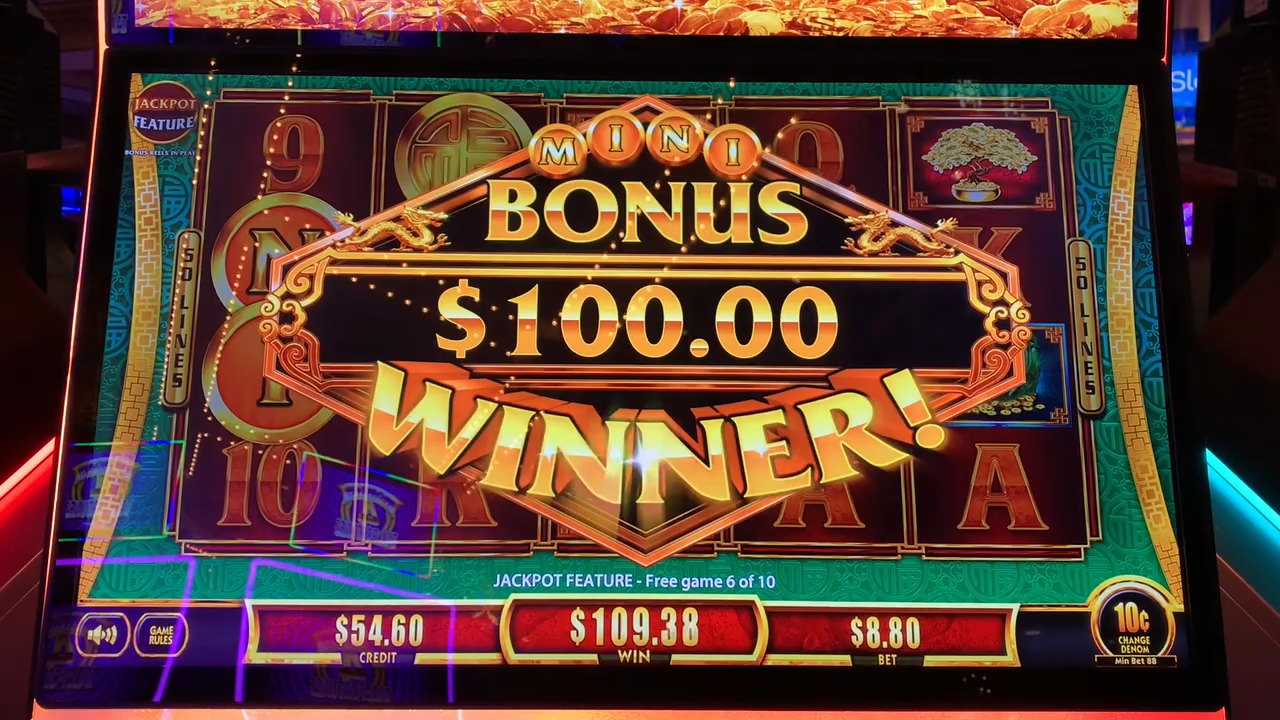 JACKPOT
FEATURE
BONUS REELS IN PLAY
MINI
BONUS
$100.00
WINNER!
9
N
I
10
K
A
A
50 LINES
50 LINES
JACKPOT FEATURE - Free game 6 of 10
GAME
RULES
$54.60
CREDIT
$109.38
WIN
$8.80
BET
10¢
CHANGE
DENOM
Min Bet 88